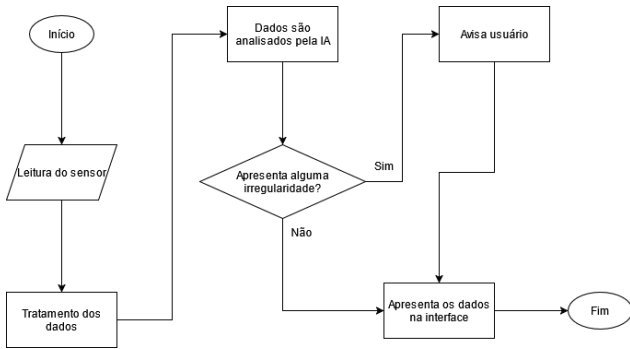 Início
Leitura do sensor
Tratamento dos
dados
Dados são
analisados pela IA
Apresenta alguma
irregularidade?
Sim
Não
Avisa usuário
Apresenta os dados
na interface
Fim